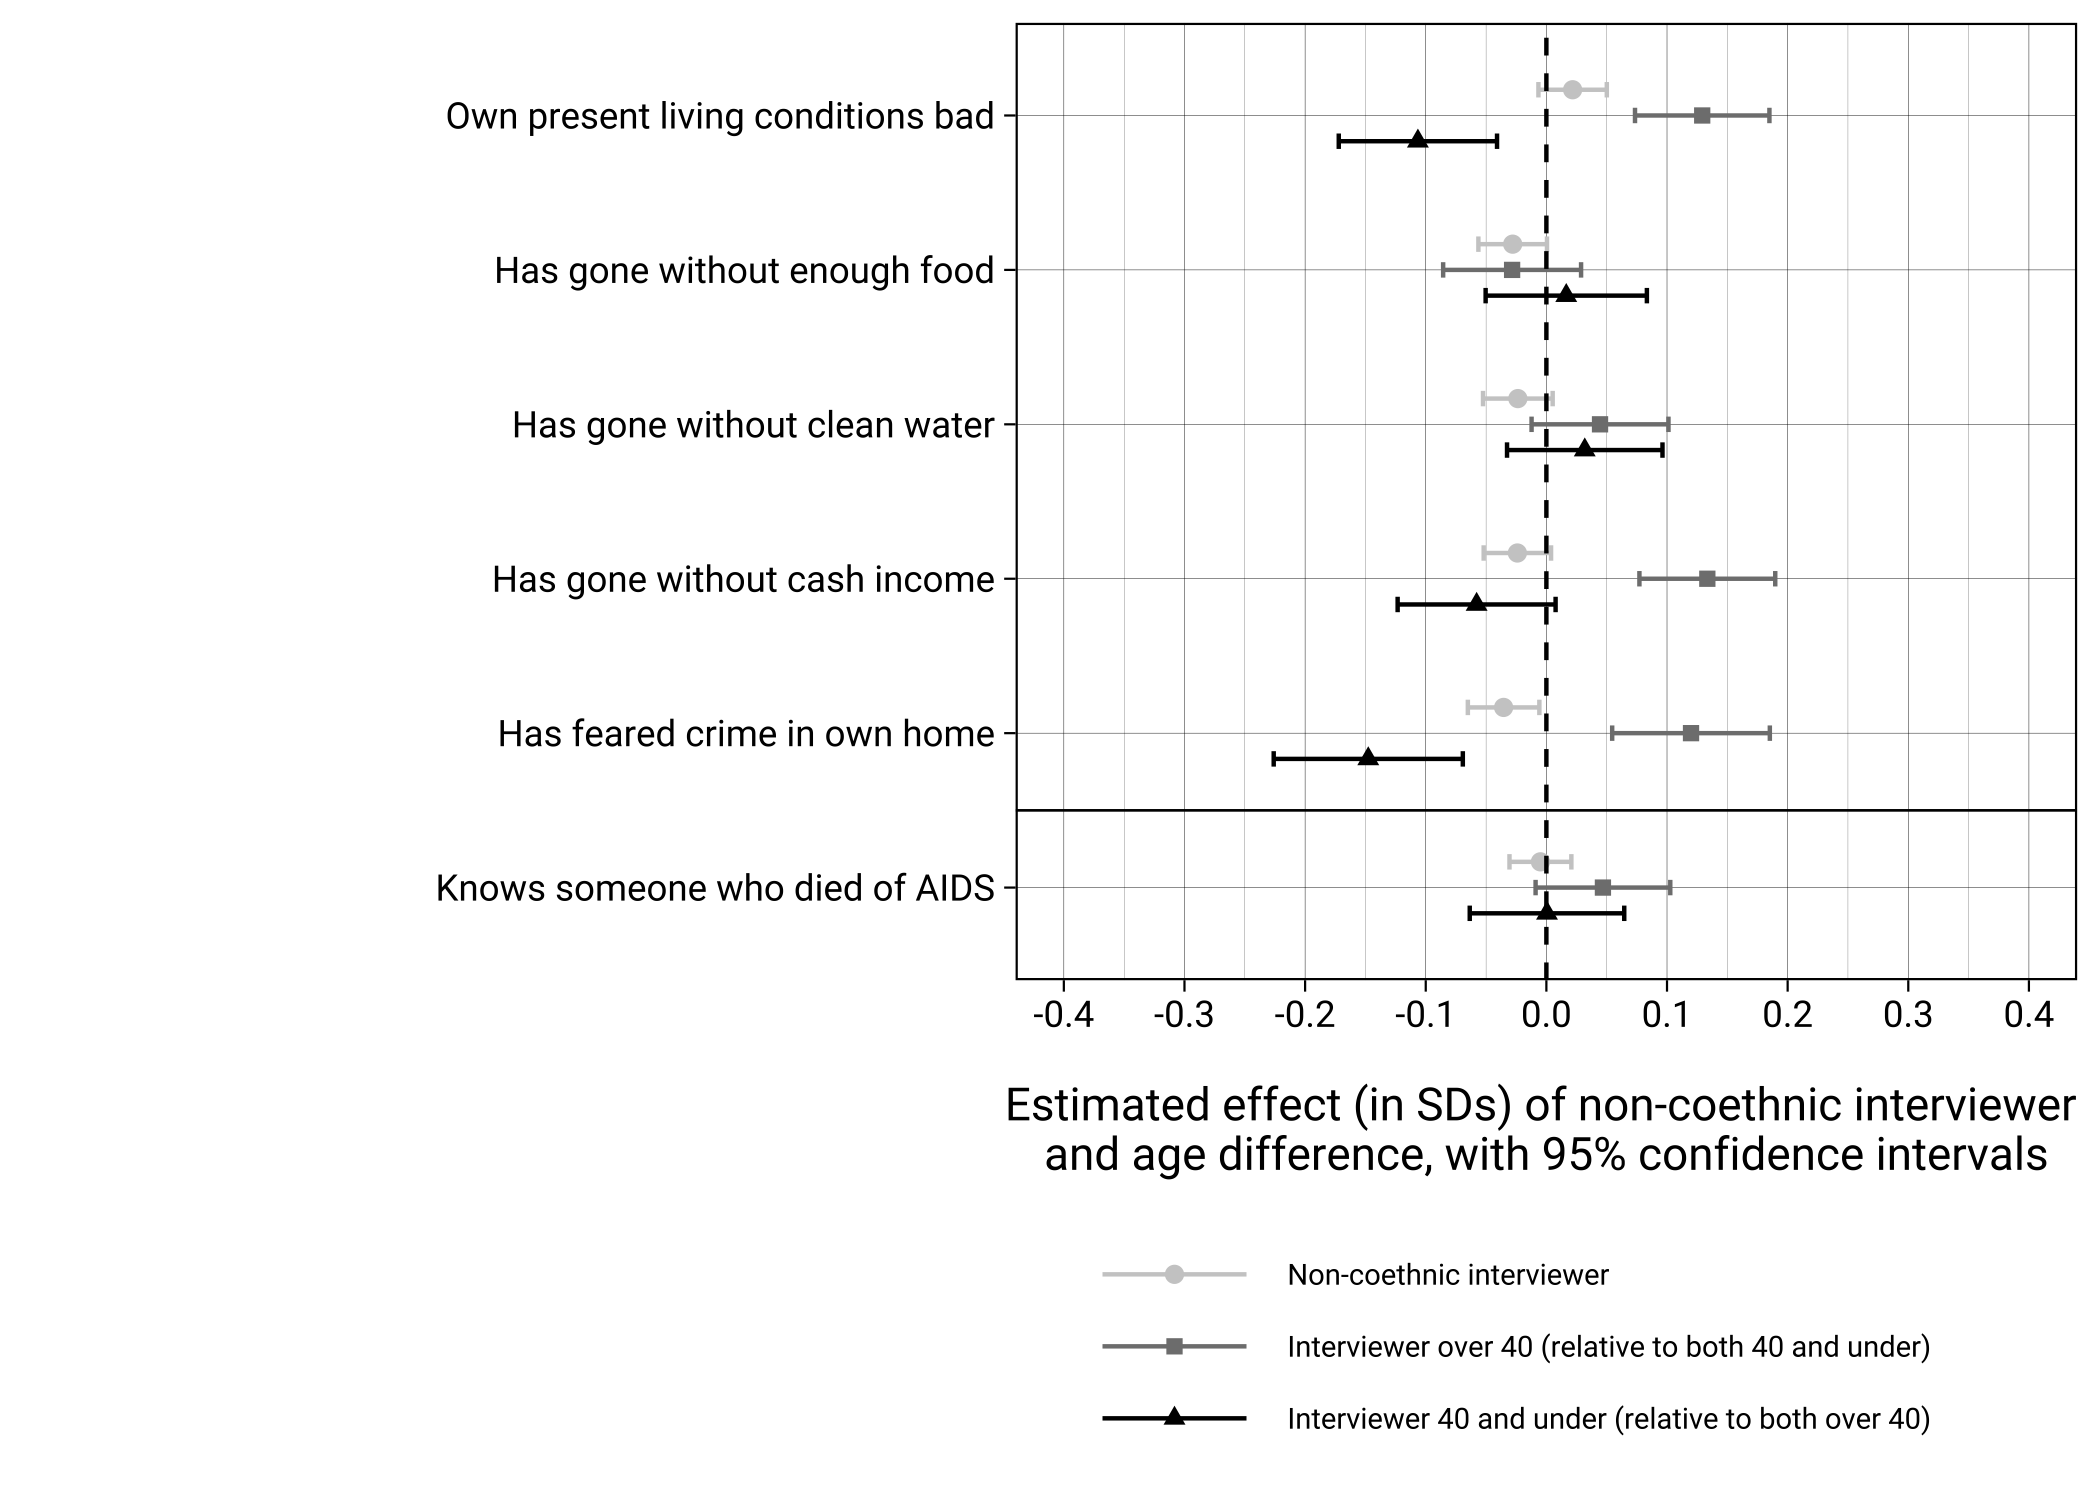 Own present living conditions bad
Has gone without enough food
Has gone without clean water
Has gone without cash income
Has feared crime in own home
Knows someone who died of AIDS
-0.4 -0.3 -0.2 -0.1 0.0 0.1 0.2 0.3 0.4
Estimated effect (in SDs) of non-coethnic interviewer
and age difference, with 95% confidence intervals
Non-coethnic interviewer
Interviewer over 40 (relative to both 40 and under)
Interviewer 40 and under (relative to both over 40)